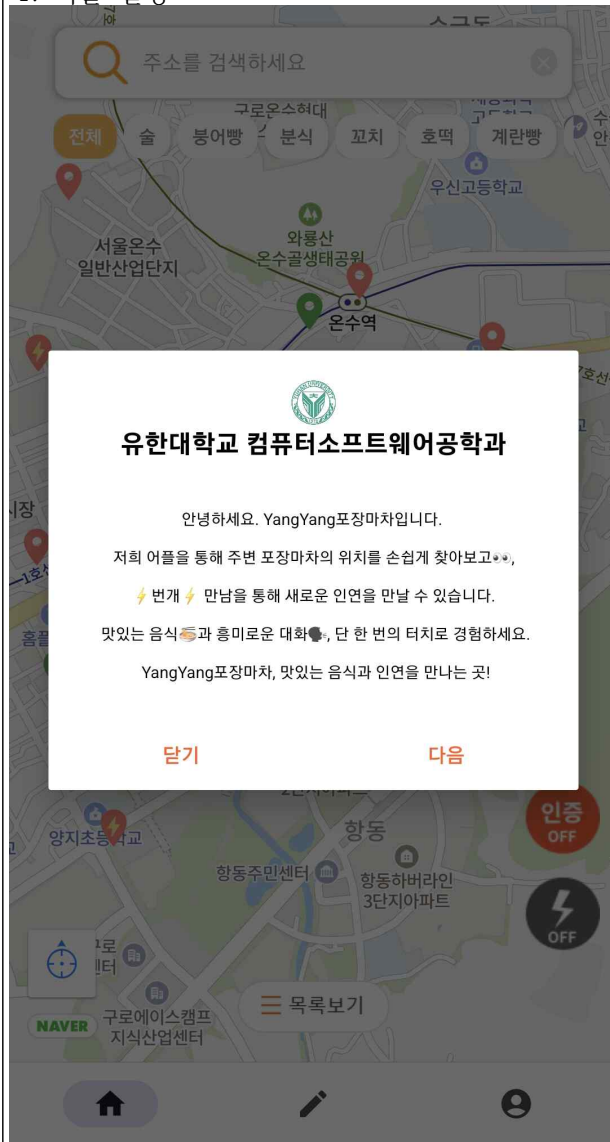 주소를 검색하세요
전체 술 붕어빵 분식 꼬치 호떡 계란빵
구로온수현대
우신고등학교
와룡산
온수골생태공원
서울온수
일반산업단지
온수역
유한대학교 컴퓨터소프트웨어공학과
안녕하세요. YangYang포장마차입니다.
저희 어플을 통해 주변 포장마차의 위치를 손쉽게 찾아보고👀,
⚡번개⚡ 만남을 통해 새로운 인연을 만날 수 있습니다.
맛있는 음식🍜과 흥미로운 대화🗣, 단 한 번의 터치로 경험하세요.
YangYang포장마차, 맛있는 음식과 인연을 만나는 곳!
닫기 다음
인증
OFF
양지초등학교
항동
항동주민센터
항동하버라인
3단지아파트
OFF
구로에이스캠프
지식산업센터
목록보기
NAVER